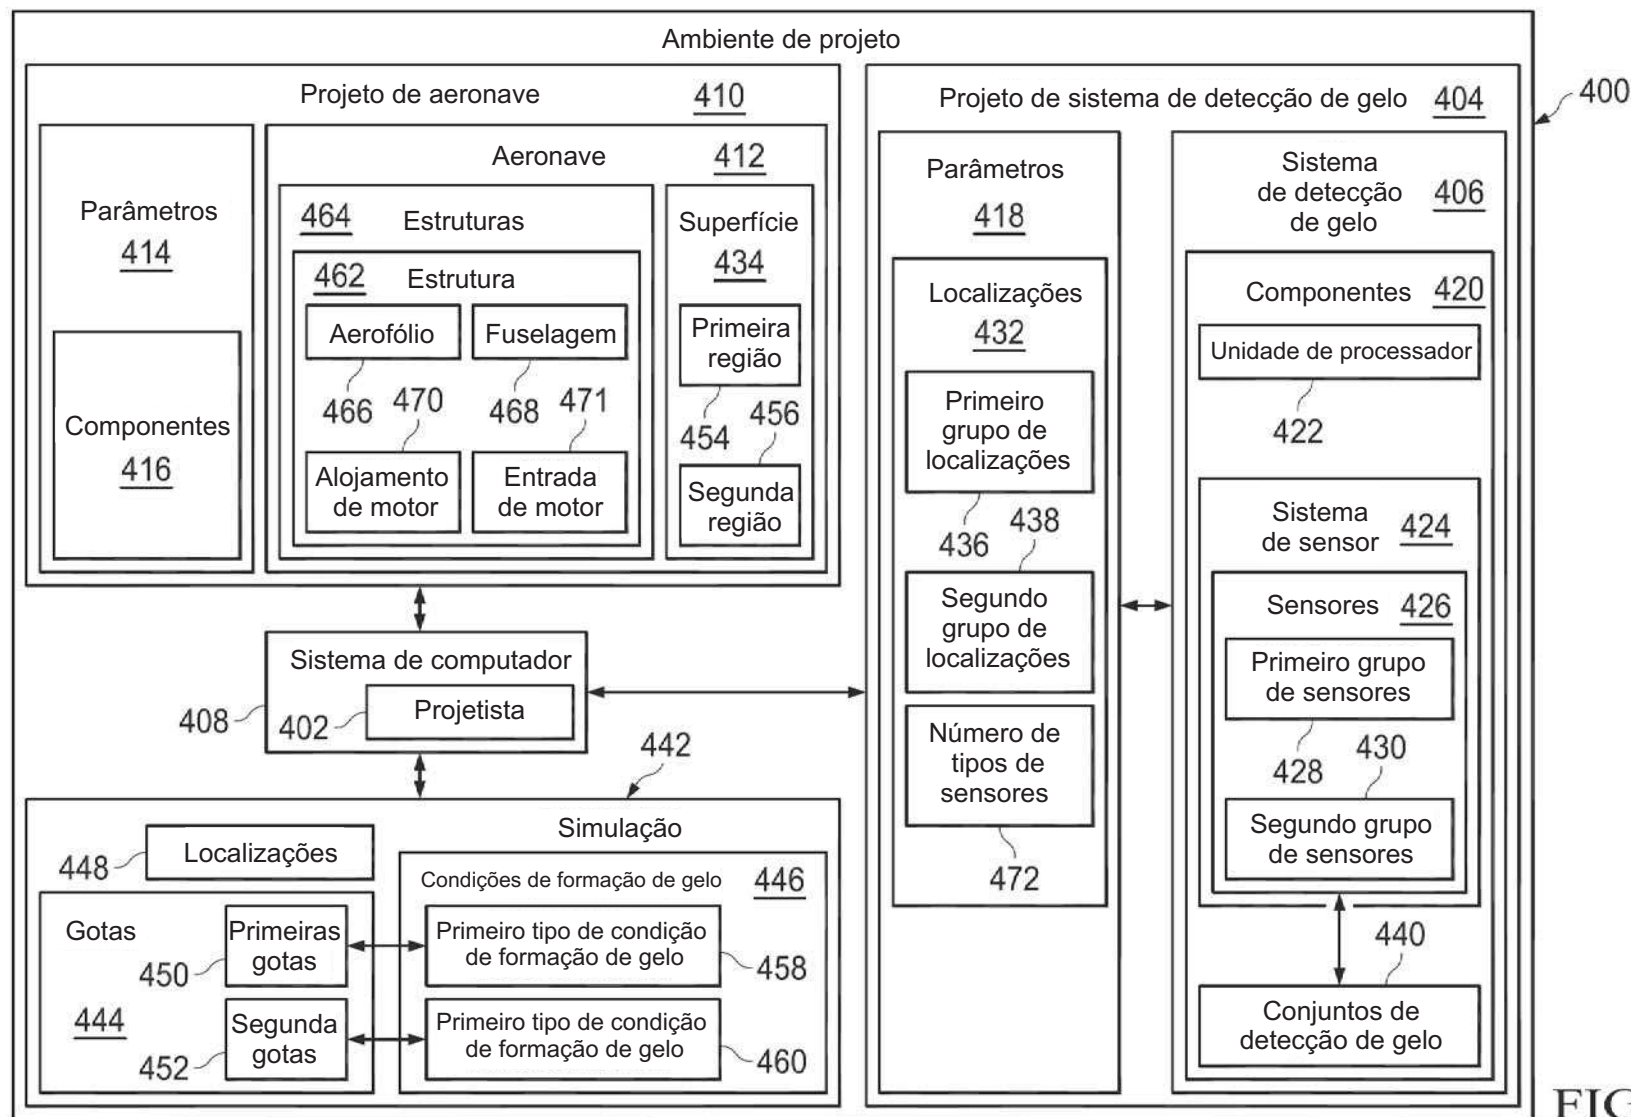 Ambiente de projeto
400
Projeto de aeronave 410
Parâmetros
414
Componentes
416
Aeronave 412
464 Estruturas
462 Estrutura
Aerofólio
466
Fuselagem
468
470
Alojamento
de motor
471
Entrada
de motor
Superfície
434
Primeira
região
454
456
Segunda
região
Sistema de computador
408
402
Projetista
442
Simulação
448
Localizações
Gotas
444
450
Primeiras
gotas
452
Segunda
gotas
Condições de formação de gelo 446
Primeiro tipo de condição
de formação de gelo
458
Primeiro tipo de condição
de formação de gelo
460
Projeto de sistema de detecção de gelo 404
Parâmetros
418
Localizações
432
Primeiro
grupo de
localizações
436
438
Segundo
grupo de
localizações
Número de
tipos de
sensores
472
Sistema
de detecção
de gelo
406
Componentes 420
Unidade de processador
422
Sistema
de sensor
424
Sensores 426
Primeiro grupo
de sensores
428
430
Segundo grupo
de sensores
440
Conjuntos de
detecção de gelo
FIG